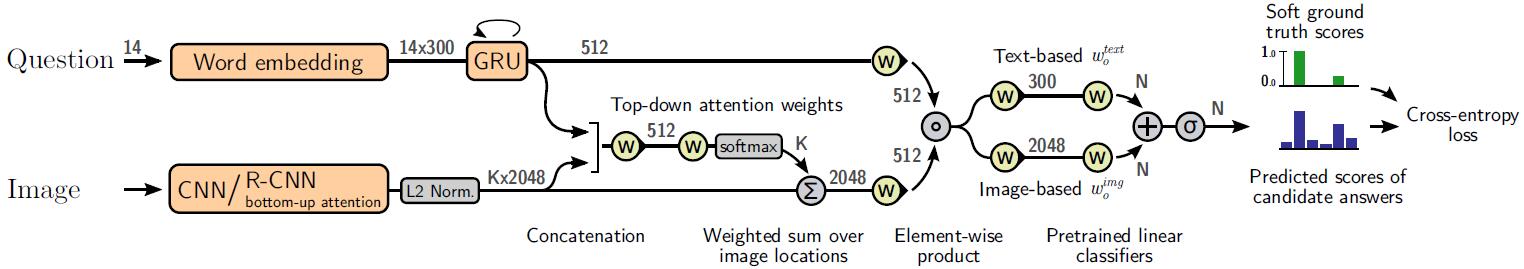 Question
14
Word embedding
14x300
GRU
512
w
512
Text-based w_o^text
w
300
w
N
Soft ground
truth scores
1.0
0.0
Top-down attention weights
w
512
w
softmax
K
∘
+
σ
N
Cross-entropy
loss
Image
CNN/
R-CNN
bottom-up attention
L2 Norm.
Kx2048
Σ
2048
w
512
w
2048
w
N
Image-based w_o^img
Predicted scores of
candidate answers
Concatenation
Weighted sum over
image locations
Element-wise
product
Pretrained linear
classifiers